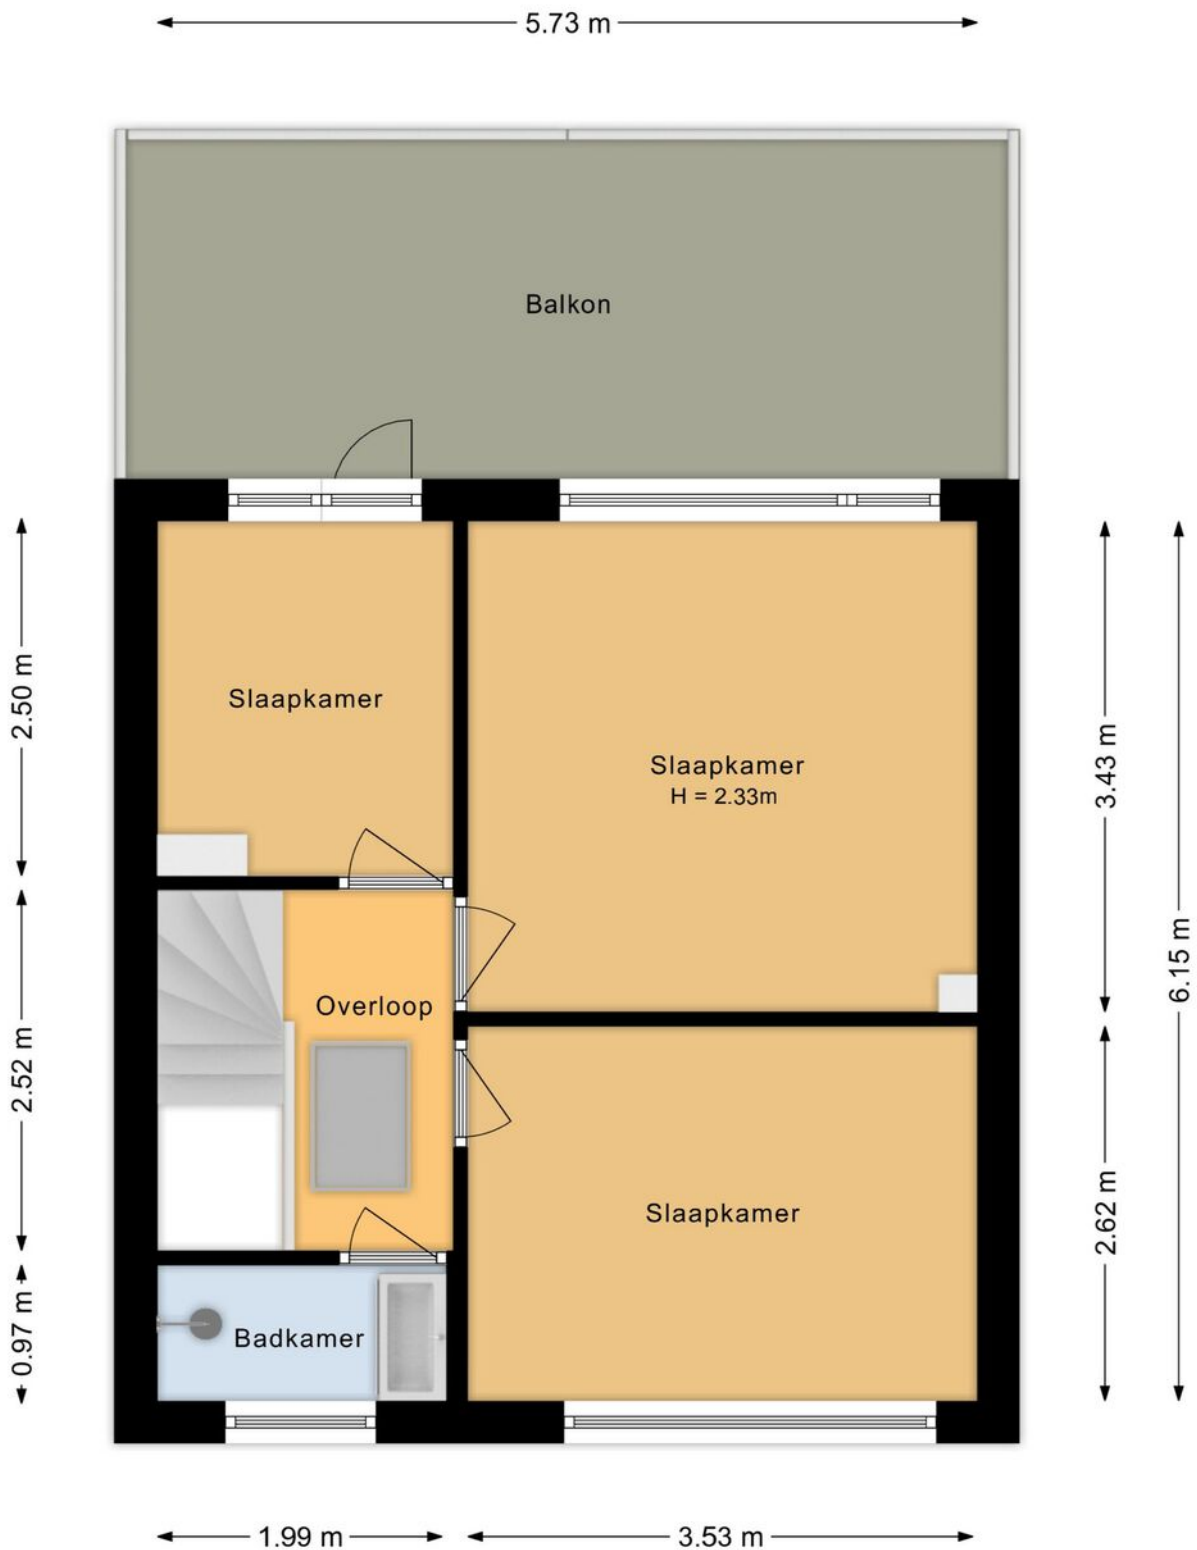 5.73 m
Balkon
Slaapkamer
2.50 m
Slaapkamer
H = 2.33m
3.43 m
6.15 m
Overloop
2.52 m
Slaapkamer
2.62 m
Badkamer
0.97 m
1.99 m
3.53 m